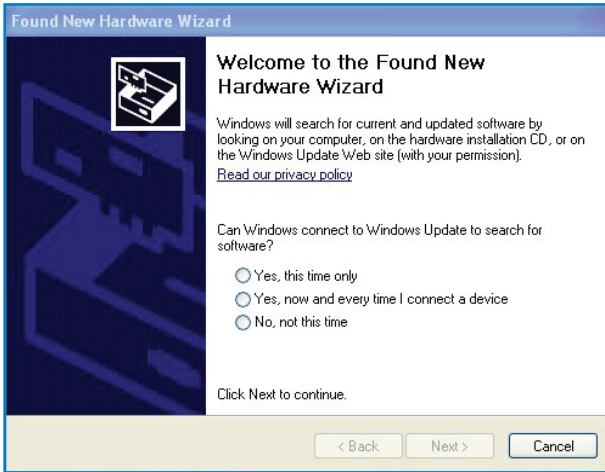 Found New Hardware Wizard
Welcome to the Found New
Hardware Wizard
Windows will search for current and updated software by
looking on your computer, on the hardware installation CD, or on
the Windows Update Web site (with your permission).
Read our privacy policy
Can Windows connect to Windows Update to search for
software?
Yes, this time only
Yes, now and every time I connect a device
No, not this time
Click Next to continue.
< Back Next > Cancel